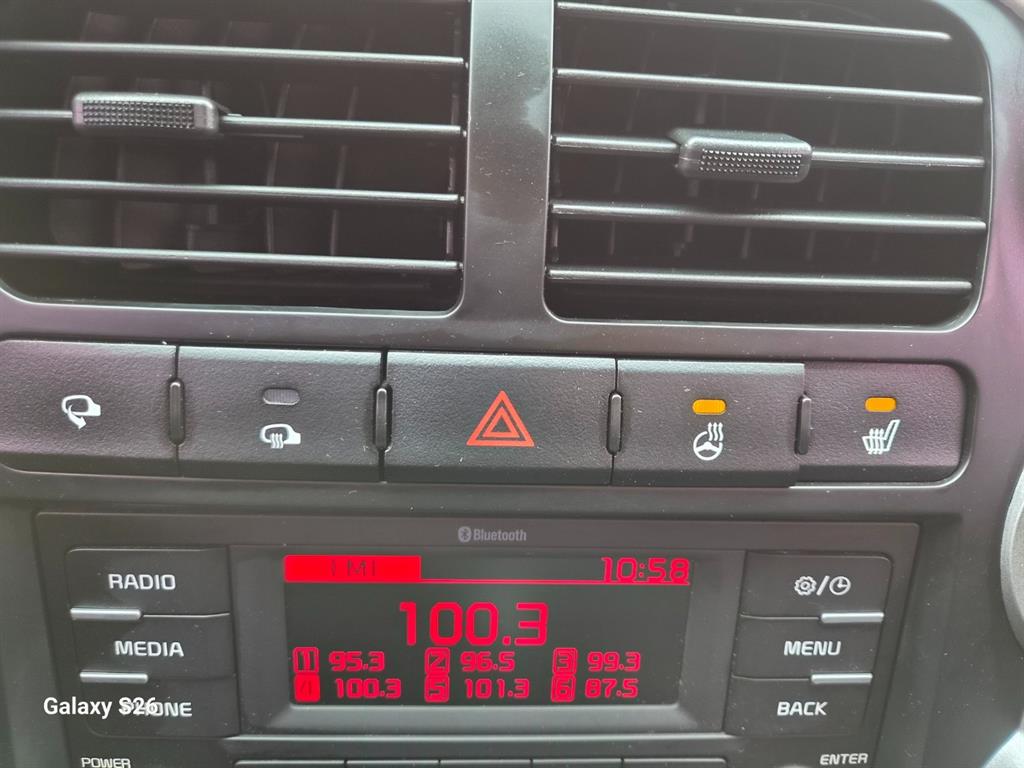 Bluetooth
RADIO
FM1 10:58
100.3
MEDIA
MENU
1 95.3 2 96.5 3 99.3
4 100.3 5 101.3 6 87.5
PHONE
BACK
Galaxy S26
POWER
ENTER